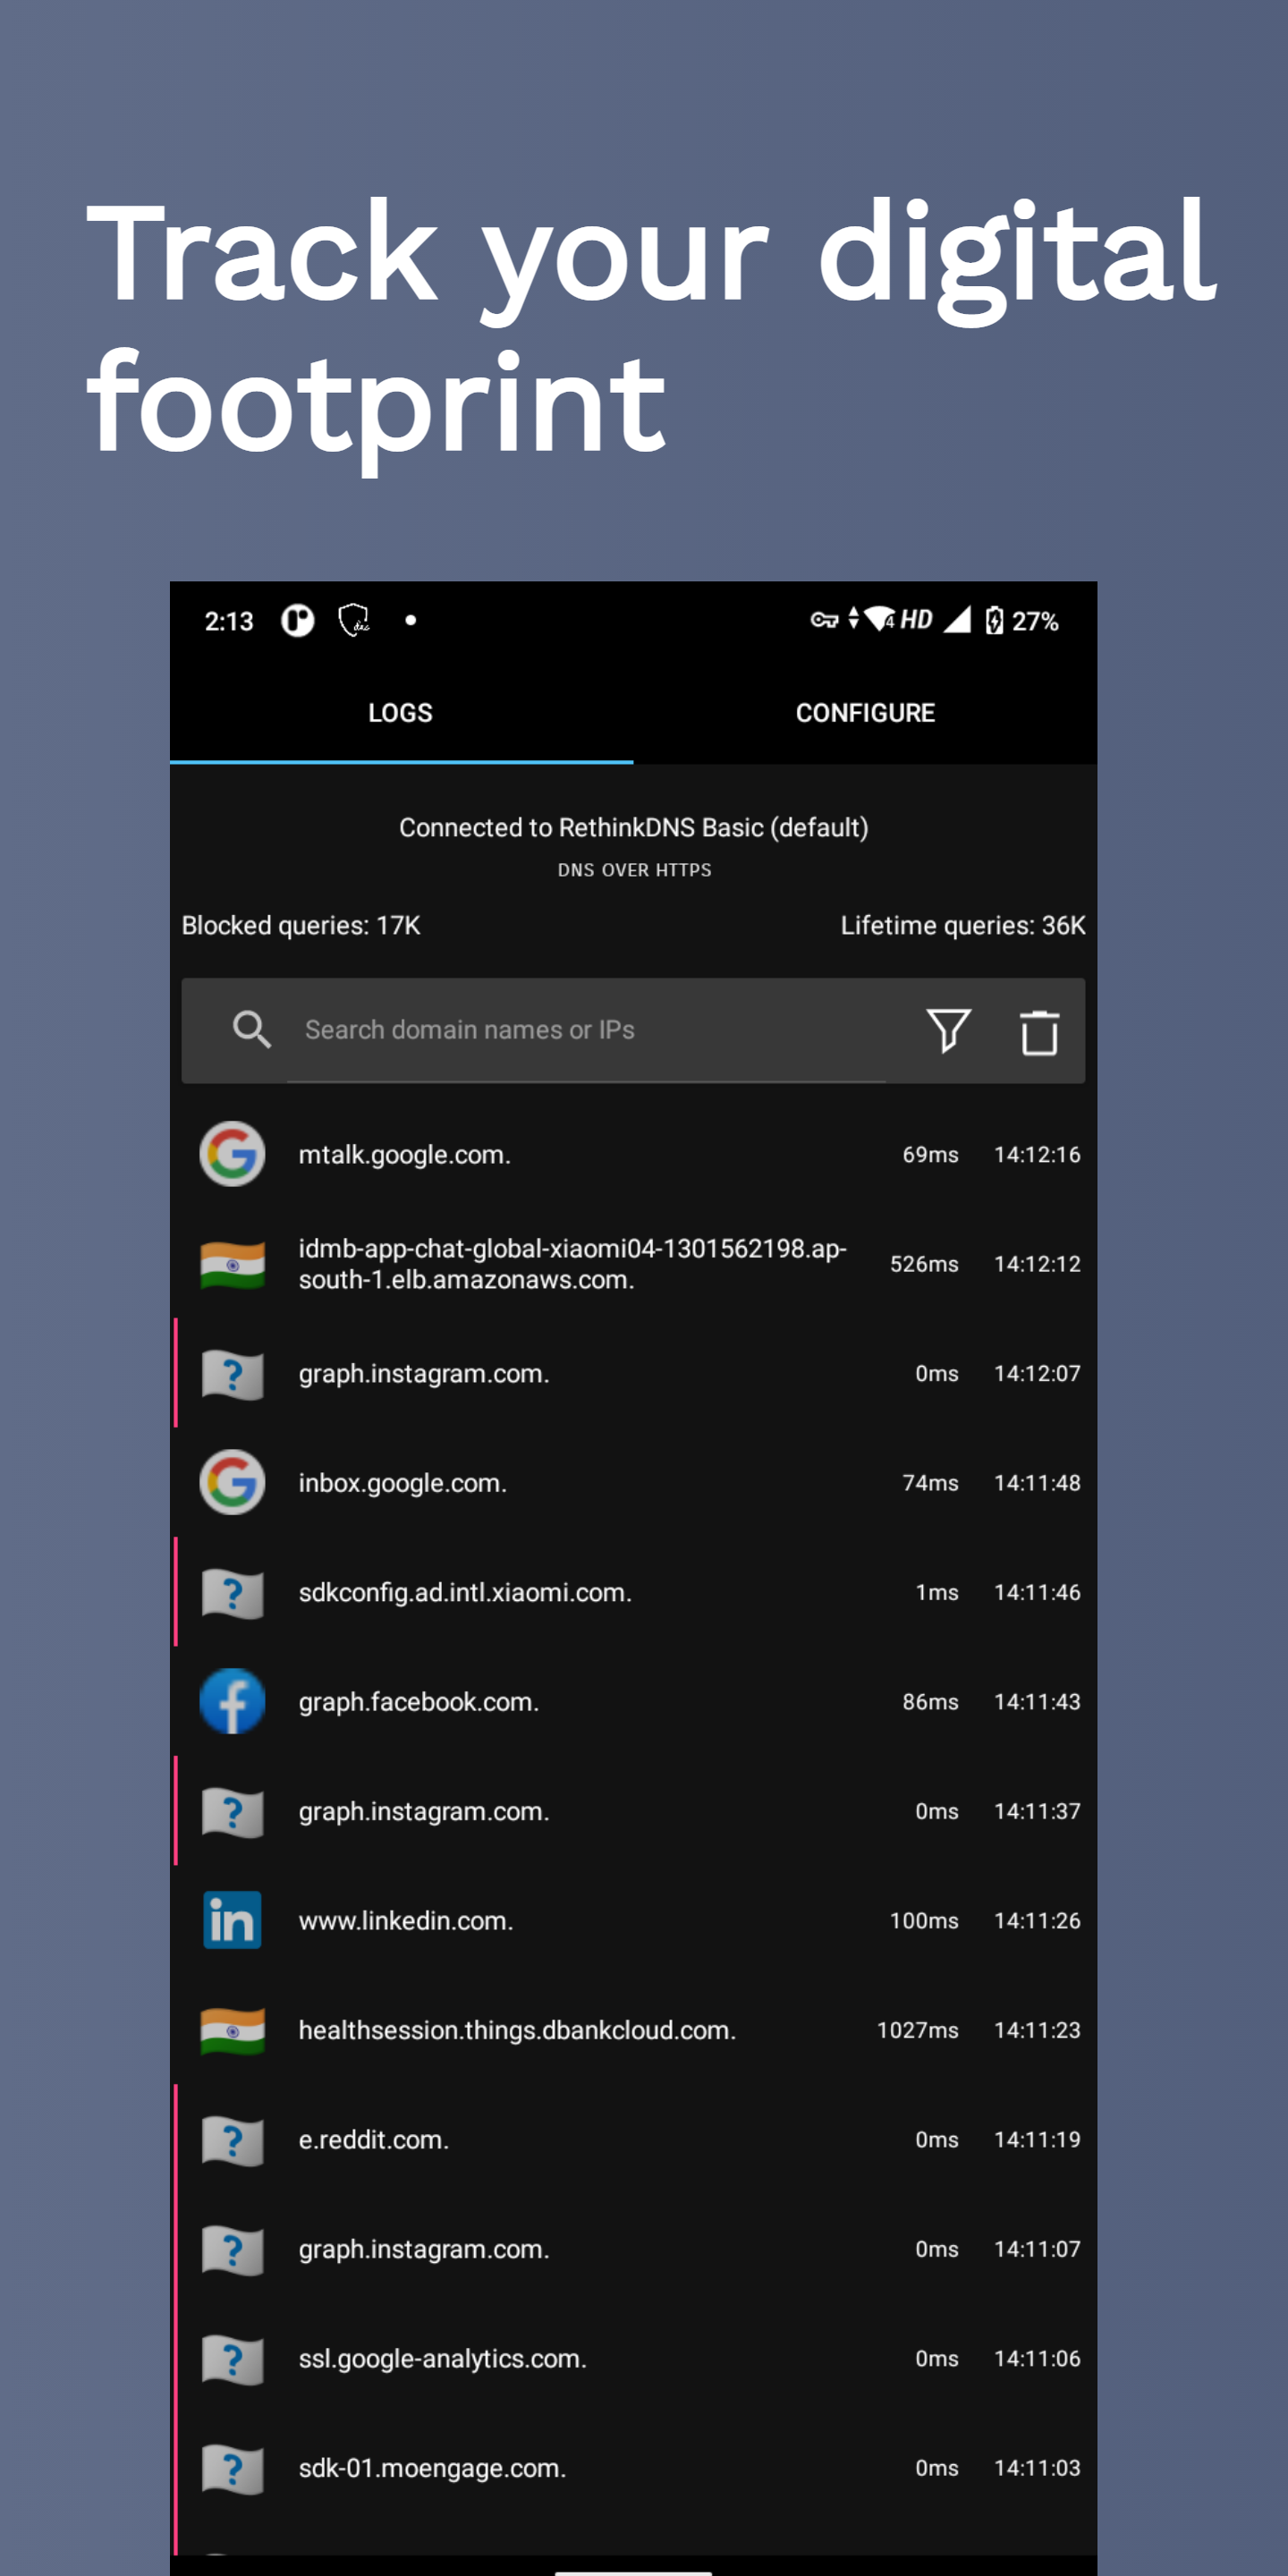 Track your digital
footprint
2:13
4 HD 27%
LOGS CONFIGURE
Connected to RethinkDNS Basic (default)
DNS OVER HTTPS
Blocked queries: 17K Lifetime queries: 36K
Search domain names or IPs
mtalk.google.com. 69ms 14:12:16
idmb-app-chat-global-xiaomi04-1301562198.ap-
south-1.elb.amazonaws.com. 526ms 14:12:12
? graph.instagram.com. 0ms 14:12:07
inbox.google.com. 74ms 14:11:48
? sdkconfig.ad.intl.xiaomi.com. 1ms 14:11:46
graph.facebook.com. 86ms 14:11:43
? graph.instagram.com. 0ms 14:11:37
in www.linkedin.com. 100ms 14:11:26
healthsession.things.dbankcloud.com. 1027ms 14:11:23
? e.reddit.com. 0ms 14:11:19
? graph.instagram.com. 0ms 14:11:07
? ssl.google-analytics.com. 0ms 14:11:06
? sdk-01.moengage.com. 0ms 14:11:03